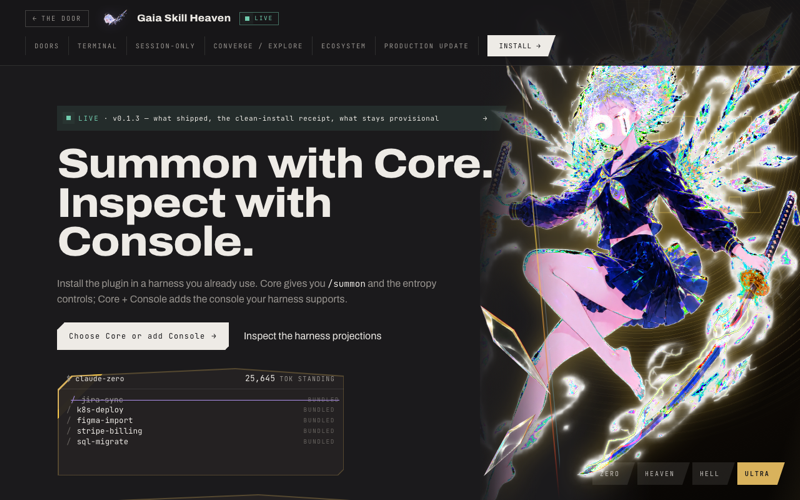 ← THE DOOR
Gaia Skill Heaven
LIVE
DOORS
TERMINAL
SESSION-ONLY
CONVERGE / EXPLORE
ECOSYSTEM
PRODUCTION UPDATE
INSTALL →
LIVE · v0.1.3 — what shipped, the clean-install receipt, what stays provisional →
Summon with Core.
Inspect with
Console.
Install the plugin in a harness you already use. Core gives you /summon and the entropy
controls; Core + Console adds the console your harness supports.
Choose Core or add Console →
Inspect the harness projections
claude-zero 25,645 TOK STANDING
/ jira-sync BUNDLED
/ k8s-deploy BUNDLED
/ figma-import BUNDLED
/ stripe-billing BUNDLED
/ sql-migrate BUNDLED
ZERO
HEAVEN
HELL
ULTRA